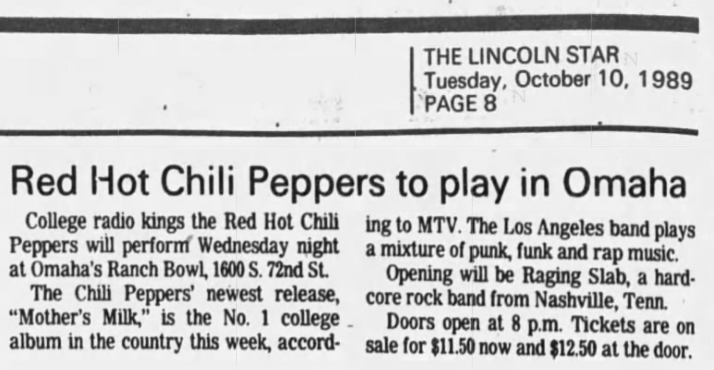 THE LINCOLN STAR
Tuesday, October 10, 1989
PAGE 8
Red Hot Chili Peppers to play in Omaha
College radio kings the Red Hot Chili
Peppers will perform Wednesday night
at Omaha's Ranch Bowl, 1600 S. 72nd St.
The Chili Peppers' newest release,
"Mother's Milk," is the No. 1 college
album in the country this week, accord-
ing to MTV. The Los Angeles band plays
a mixture of punk, funk and rap music.
Opening will be Raging Slab, a hard-
core rock band from Nashville, Tenn.
Doors open at 8 p.m. Tickets are on
sale for $11.50 now and $12.50 at the door.